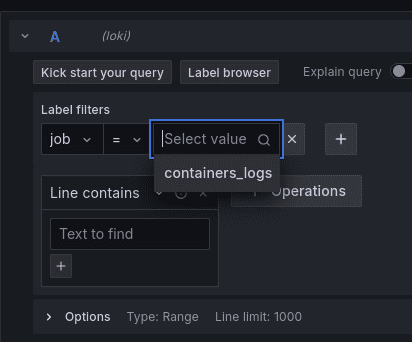 A (loki)
Kick start your query Label browser Explain query
Label filters
job = Select value
containers_logs
Line contains Operations
Text to find
Options Type: Range Line limit: 1000